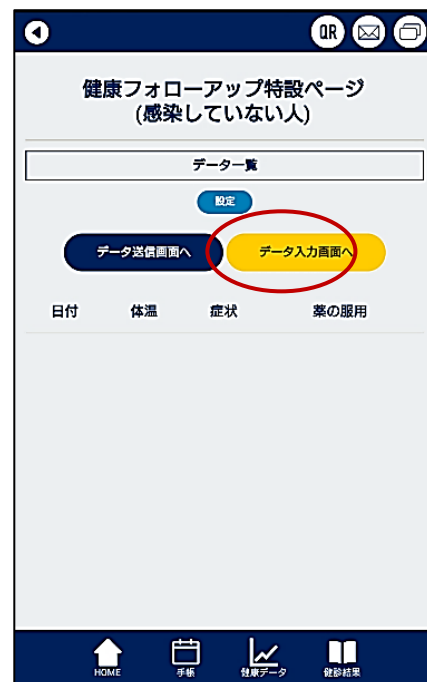 QR
健康フォローアップ特設ページ
(感染していない人)
データ一覧
設定
データ送信画面へ データ入力画面へ
日付 体温 症状 薬の服用
HOME 手帳 健康データ 健診結果